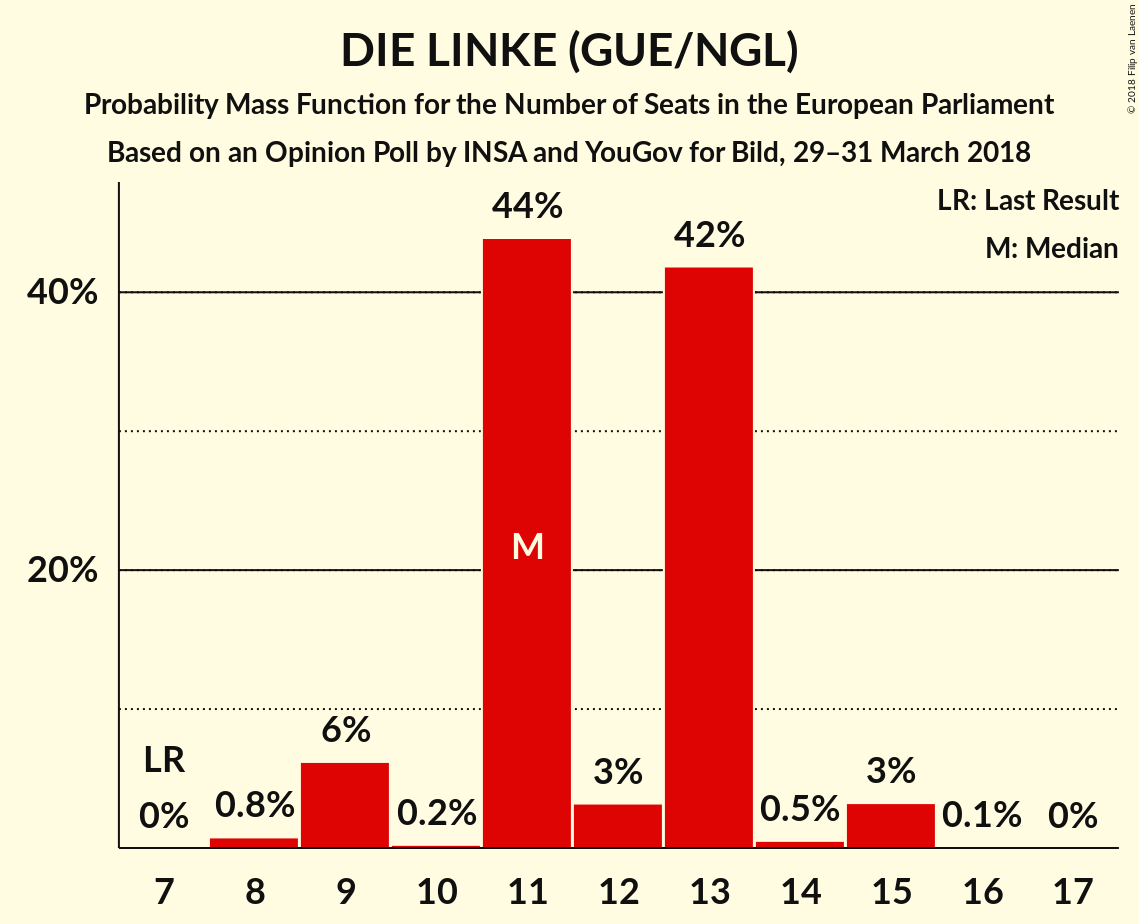 DIE LINKE (GUE/NGL)
Probability Mass Function for the Number of Seats in the European Parliament
Based on an Opinion Poll by INSA and YouGov for Bild, 29–31 March 2018
© 2018 Filip van Laenen
LR: Last Result
M: Median
44%
42%
40%
20%
M
LR
0%
0.8%
6%
0.2%
3%
0.5%
3%
0.1%
0%
7 8 9 10 11 12 13 14 15 16 17